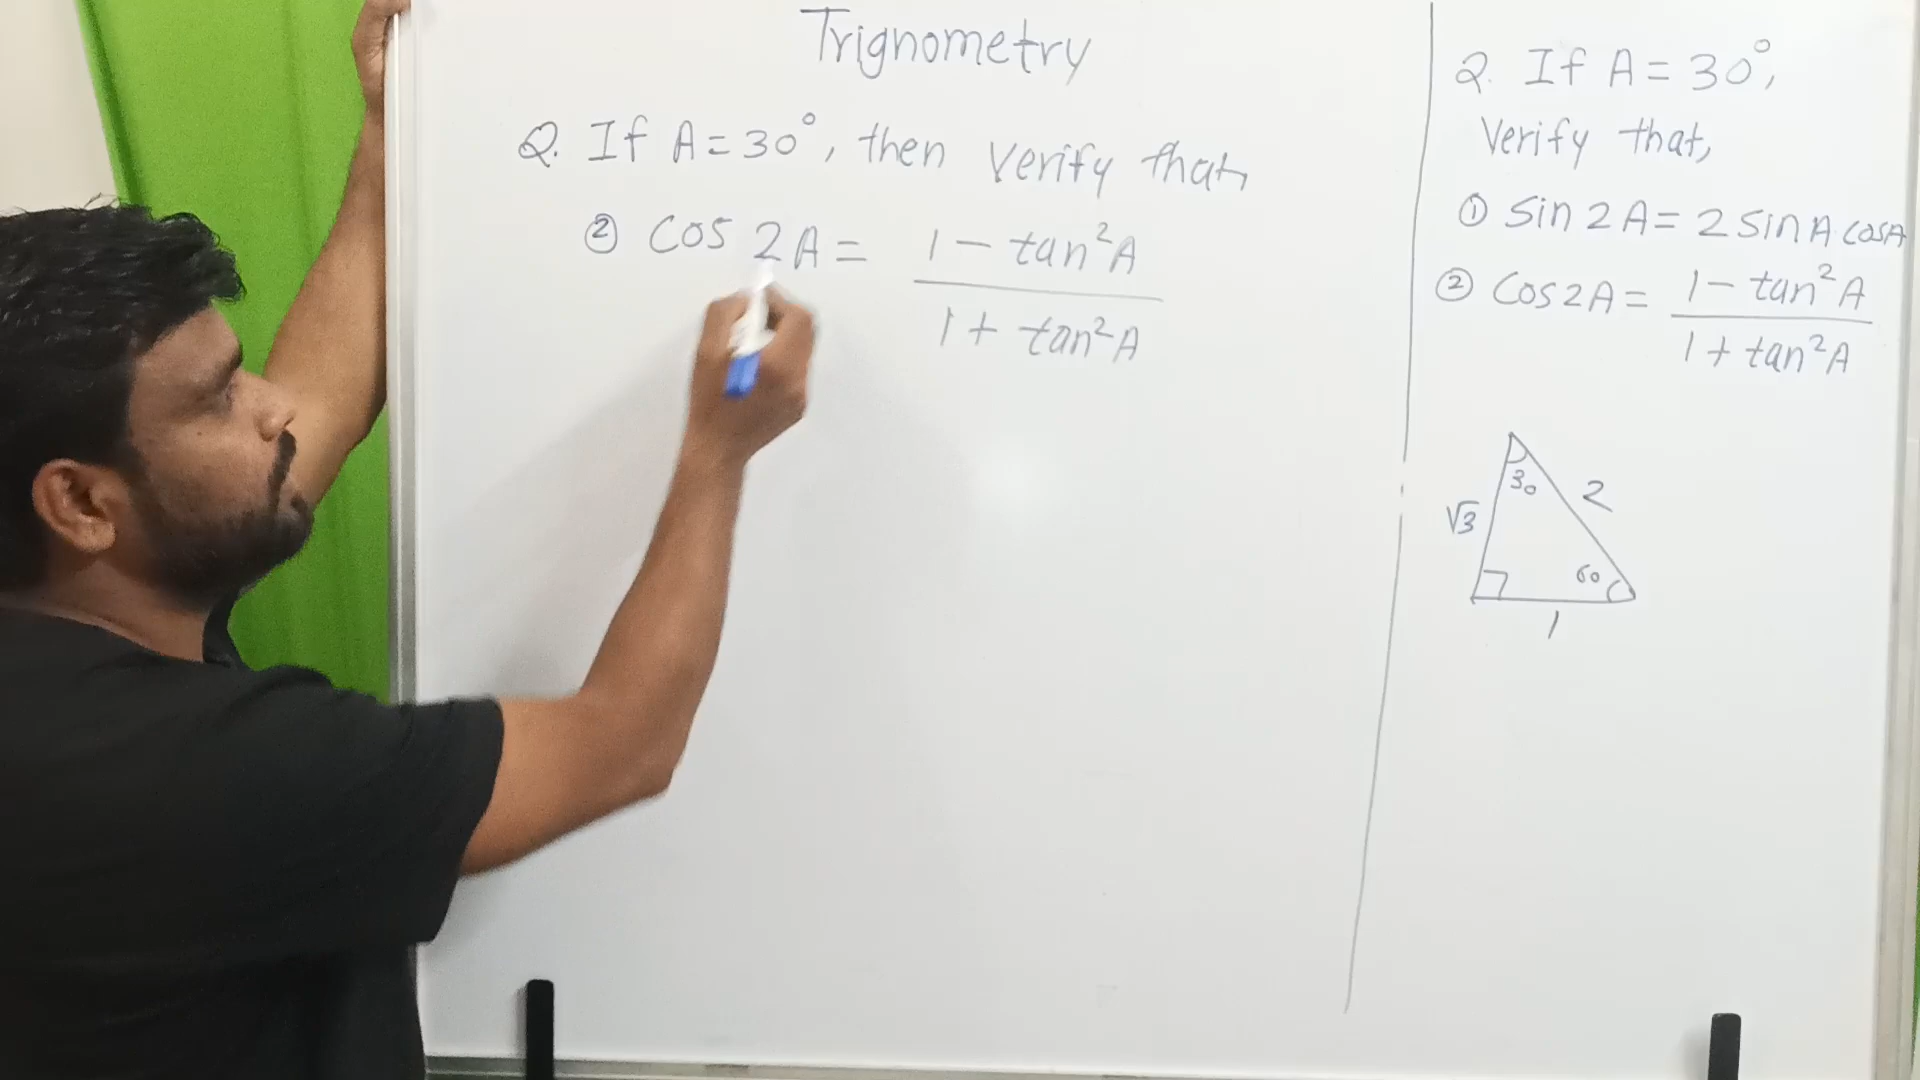 Trignometry
Q. If A = 30°, then verify that,
② Cos 2A = 1 - tan²A
1 + tan²A
Q. If A = 30°,
Verify that,
① Sin 2A = 2 Sin A cosA
② Cos2A = 1 - tan²A
1 + tan²A
30
2
√3
60
1